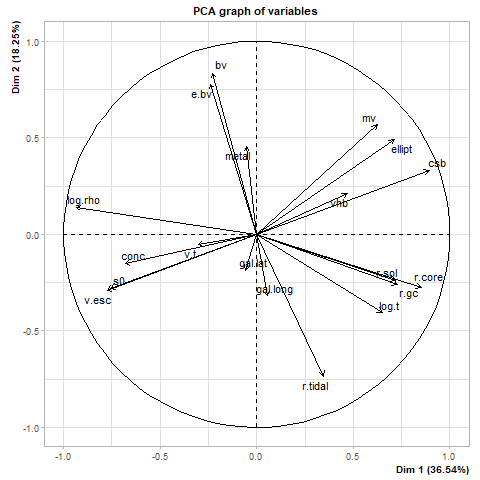 PCA graph of variables
Dim 2 (18.25%)
1.0
0.5
0.0
-0.5
-1.0
bv
e.bv
metal
mv
ellipt
csb
vhb
log.rho
conc
v.r
s0
v.esc
gal.lat
gal.long
r.sol
r.core
r.gc
log.t
r.tidal
-1.0 -0.5 0.0 0.5 1.0
Dim 1 (36.54%)